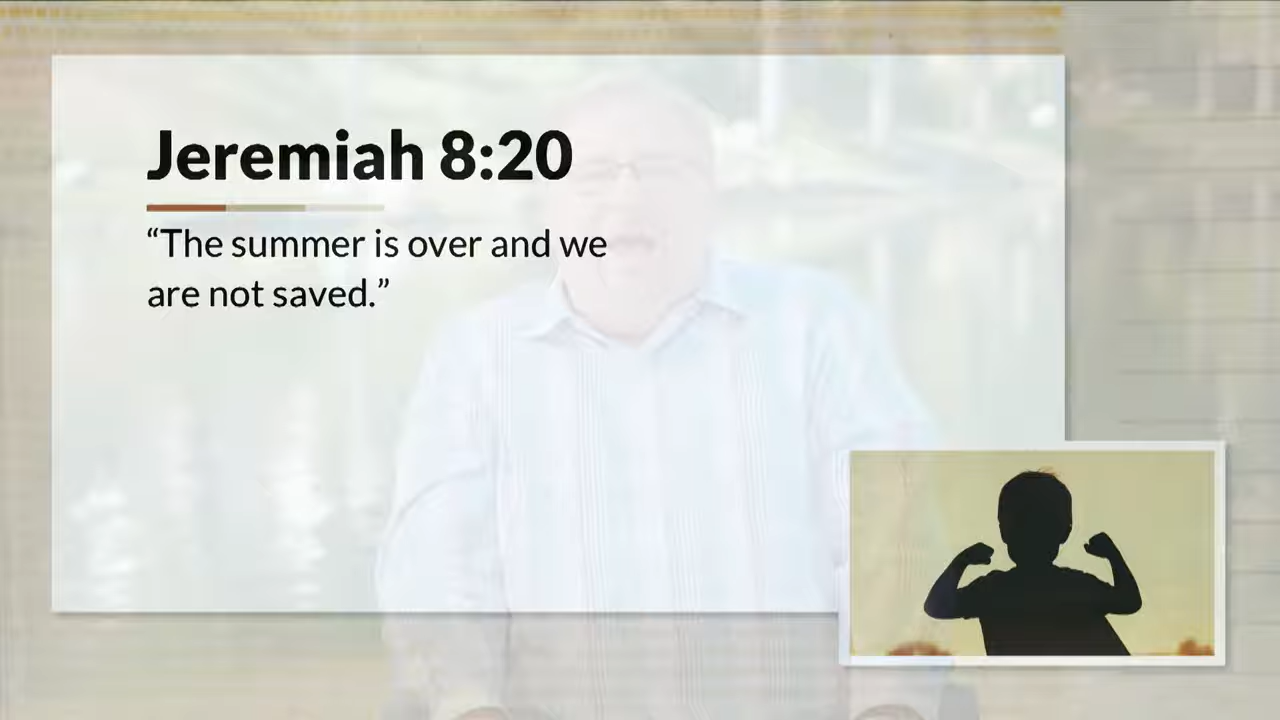 Jeremiah 8:20
“The summer is over and we
are not saved.”